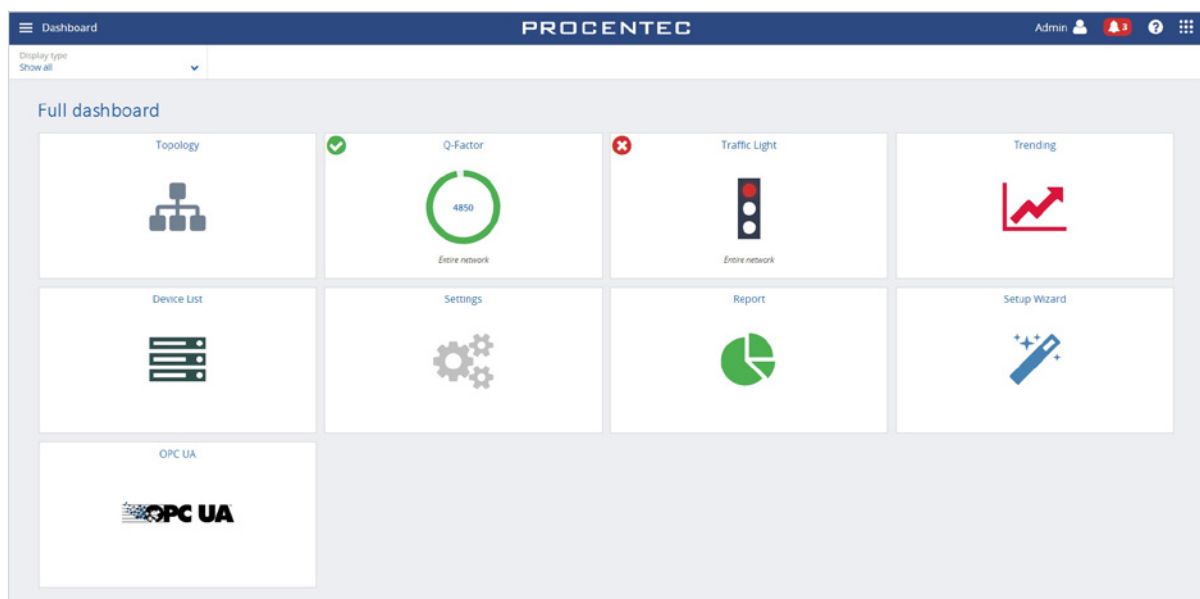 Dashboard
PROCENTEC
Admin
3
?
Display type
Show all
Full dashboard
Topology
Q-Factor
Traffic Light
Trending
4850
Entire network
Entire network
Device List
Settings
Report
Setup Wizard
OPC UA
OPC UA